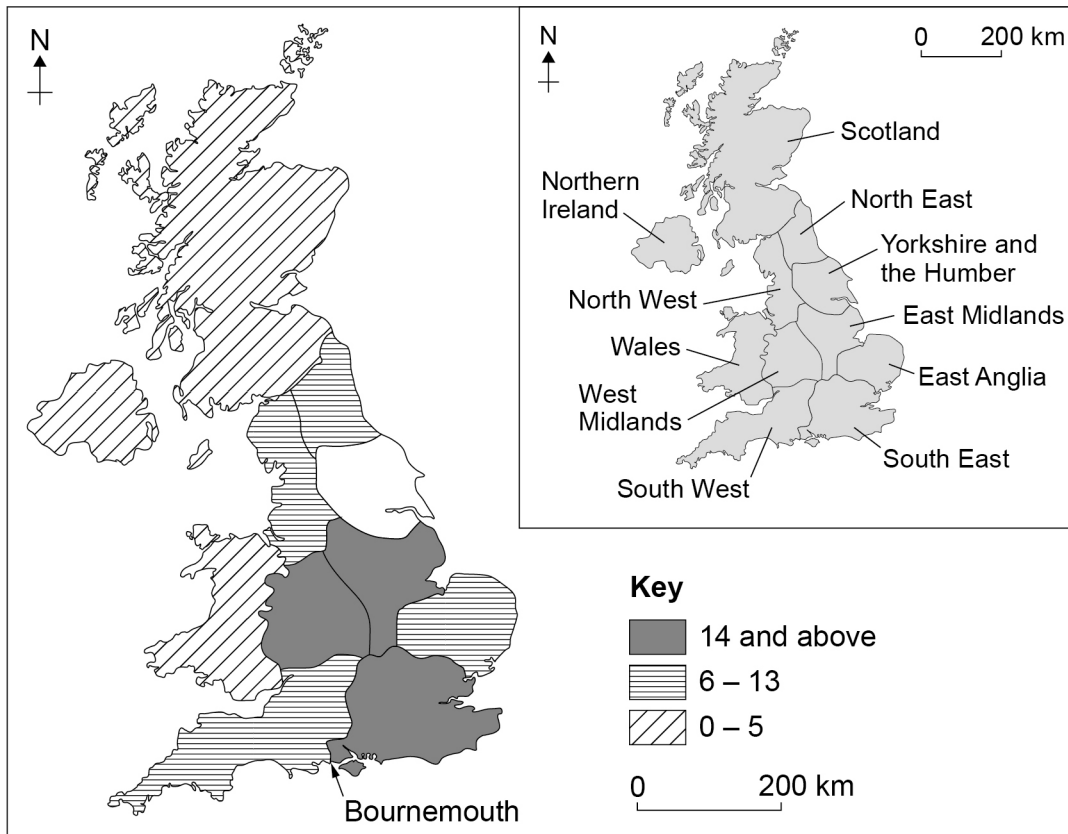 N
Bournemouth
N
0 200 km
Scotland
Northern
Ireland
North East
Yorkshire and
the Humber
North West
East Midlands
Wales
East Anglia
West
Midlands
South East
South West
Key
14 and above
6 – 13
0 – 5
0 200 km